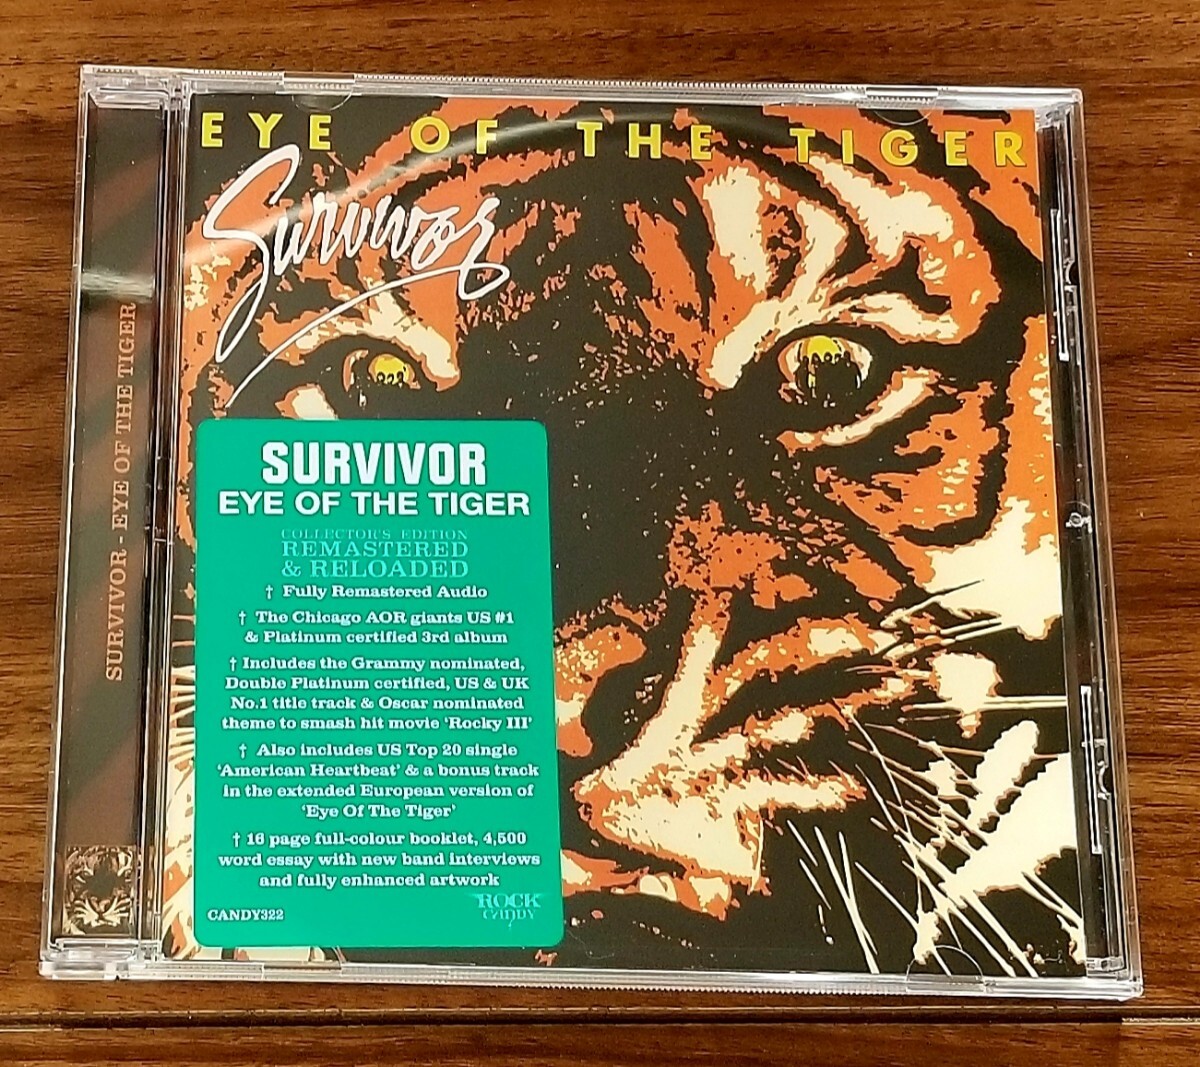 EYE OF THE TIGER
Survivor
SURVIVOR - EYE OF THE TIGER
SURVIVOR
EYE OF THE TIGER
COLLECTOR'S EDITION
REMASTERED
& RELOADED
† Fully Remastered Audio
† The Chicago AOR giants US #1
& Platinum certified 3rd album
† Includes the Grammy nominated,
Double Platinum certified, US & UK
No.1 title track & Oscar nominated
theme to smash hit movie 'Rocky III'
† Also includes US Top 20 single
'American Heartbeat' & a bonus track
in the extended European version of
'Eye Of The Tiger'
† 16 page full-colour booklet, 4,500
word essay with new band interviews
and fully enhanced artwork
CANDY322
ROCK
CANDY